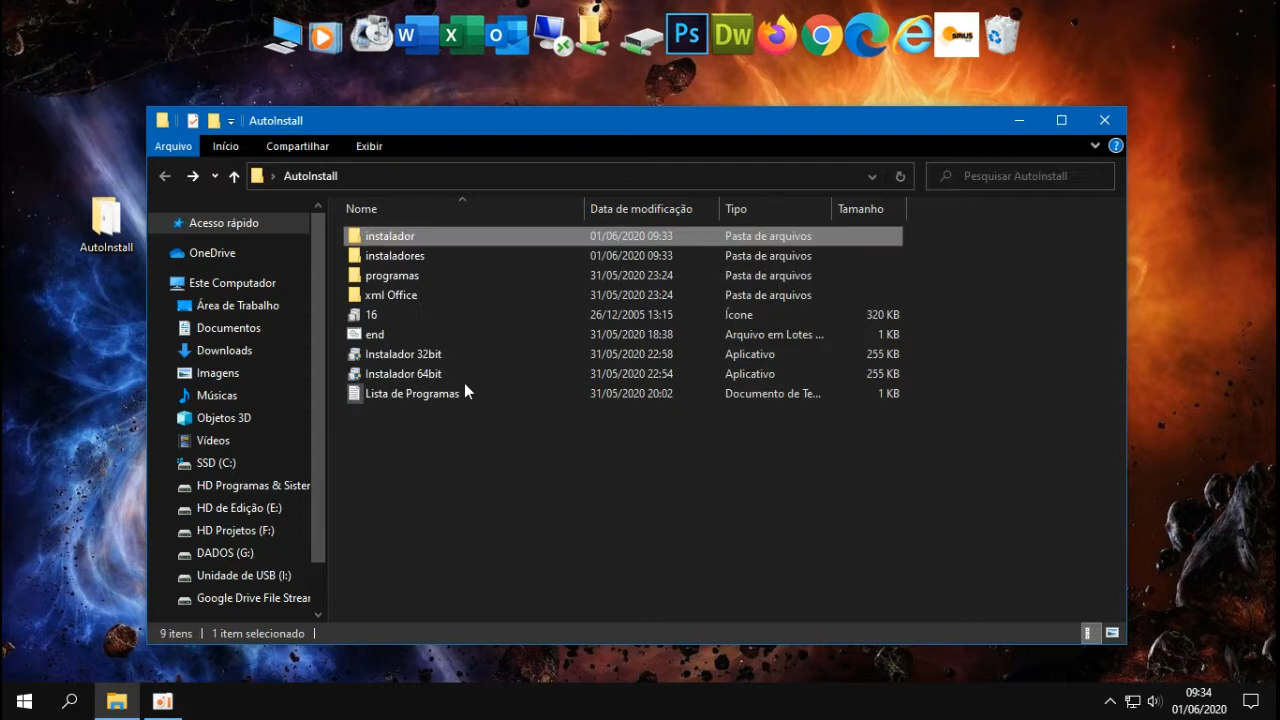 W X O Ps Dw SIRIUS
AutoInstall
Arquivo Início Compartilhar Exibir
AutoInstall Pesquisar AutoInstall
Nome Data de modificação Tipo Tamanho
Acesso rápido
OneDrive
Este Computador
Área de Trabalho
Documentos
Downloads
Imagens
Músicas
Objetos 3D
Vídeos
SSD (C:)
HD Programas & Sister
HD de Edição (E:)
HD Projetos (F:)
DADOS (G:)
Unidade de USB (I:)
Google Drive File Strear
instalador 01/06/2020 09:33 Pasta de arquivos
instaladores 01/06/2020 09:33 Pasta de arquivos
programas 31/05/2020 23:24 Pasta de arquivos
xml Office 31/05/2020 23:24 Pasta de arquivos
16 26/12/2005 13:15 Ícone 320 KB
end 31/05/2020 18:38 Arquivo em Lotes ... 1 KB
Instalador 32bit 31/05/2020 22:58 Aplicativo 255 KB
Instalador 64bit 31/05/2020 22:54 Aplicativo 255 KB
Lista de Programas 31/05/2020 20:02 Documento de Te... 1 KB
9 itens 1 item selecionado
AutoInstall
09:34
01/06/2020